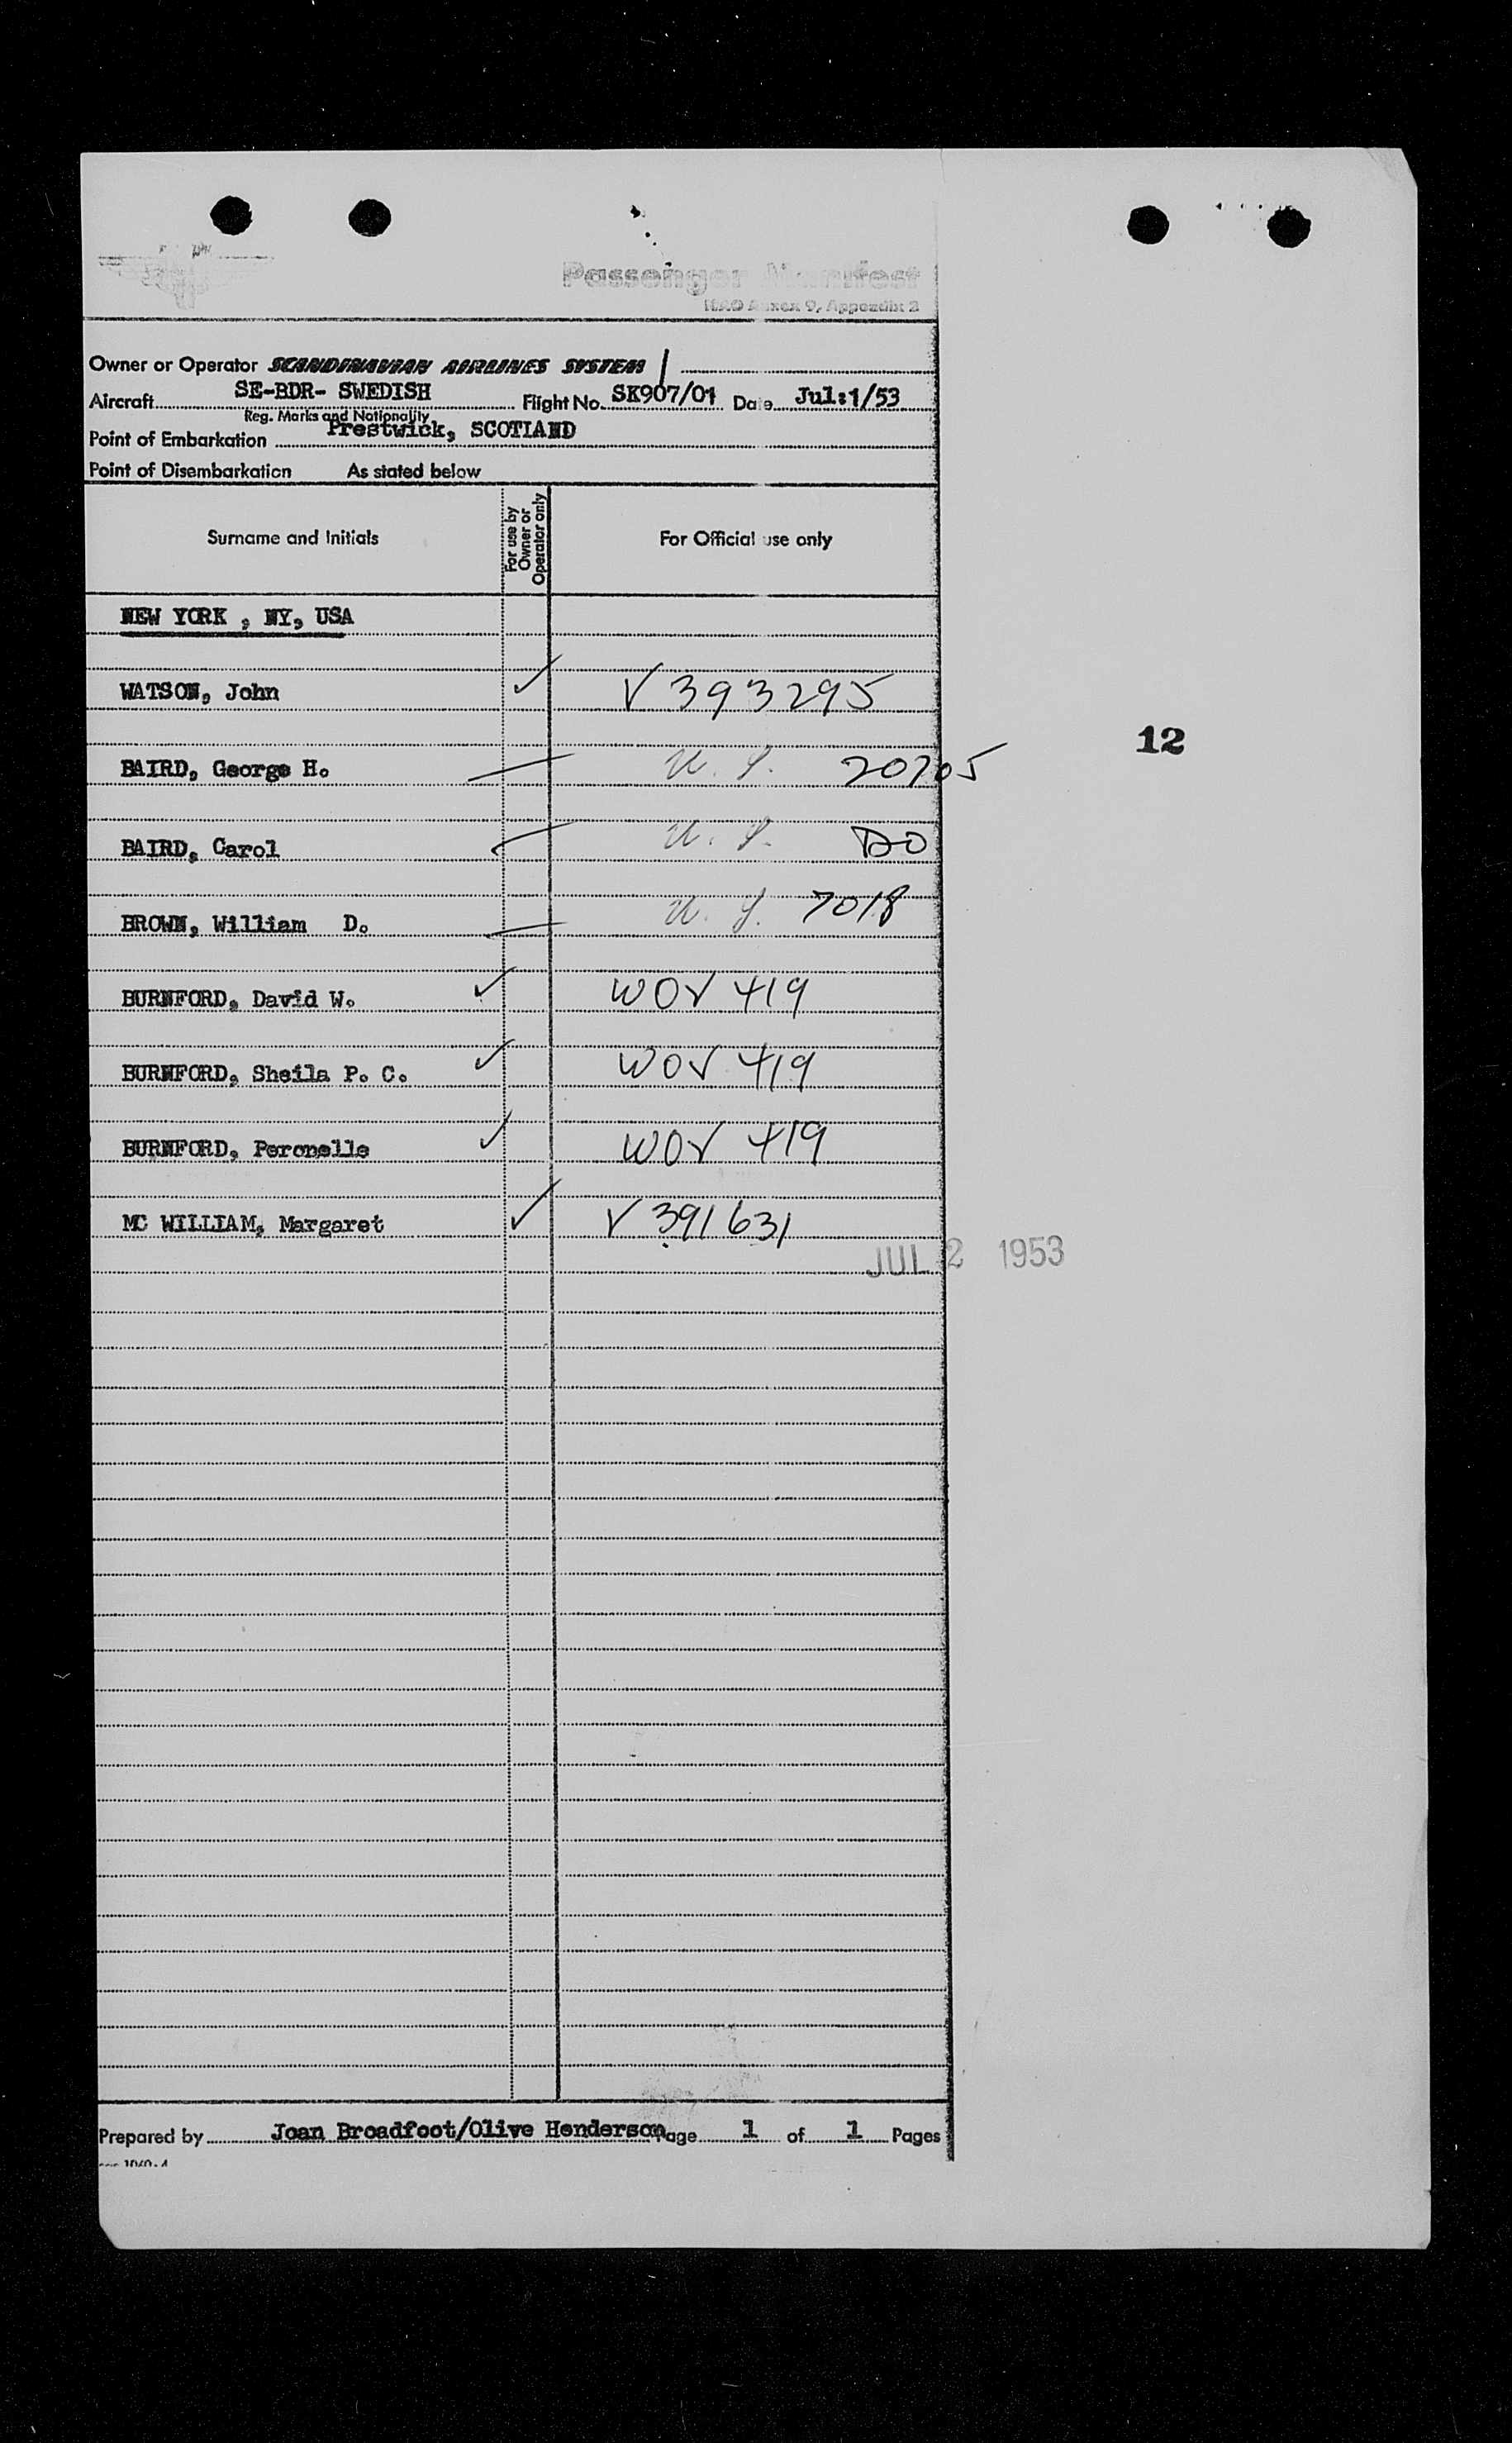 Passenger Manifest
ICAO Annex 9, Appendix 2
Owner or Operator SCANDINAVIAN AIRLINES SYSTEM
Aircraft SE-BDR- SWEDISH Flight No. SK907/01 Date Jul:1/53
Reg. Marks and Nationality
Point of Embarkation Prestwick, SCOTLAND
Point of Disembarkation As stated below
Surname and Initials For use by Owner or Operator only For Official use only
NEW YORK , NY, USA
WATSON, John V 393295
BAIRD, George H. U. S. 20705
12
BAIRD, Carol U. S. DO
BROWN, William D. U. S. 7018
BURNFORD, David W. WOV 419
BURNFORD, Sheila P. C. WOV 419
BURNFORD, Peronelle WOV 419
MC WILLIAM, Margaret V 391631
JUL 2 1953
Prepared by Joan Broadfoot/Olive Henderson Page 1 of 1 Pages